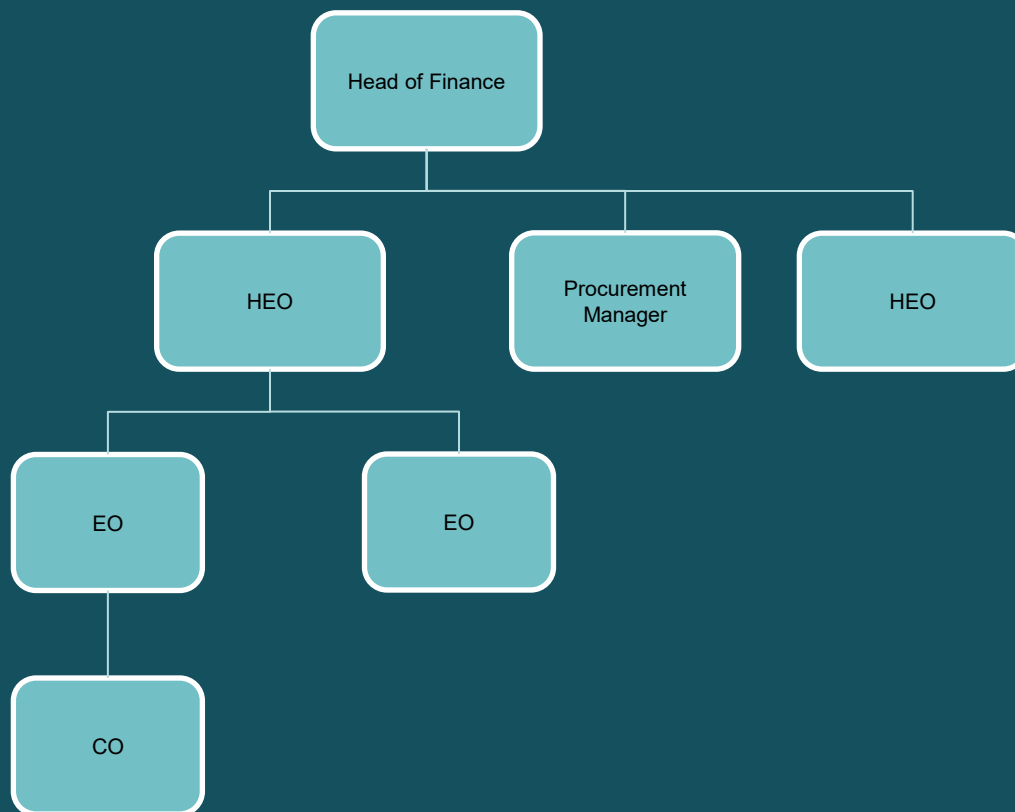 Head of Finance
HEO
Procurement
Manager
HEO
EO
EO
CO